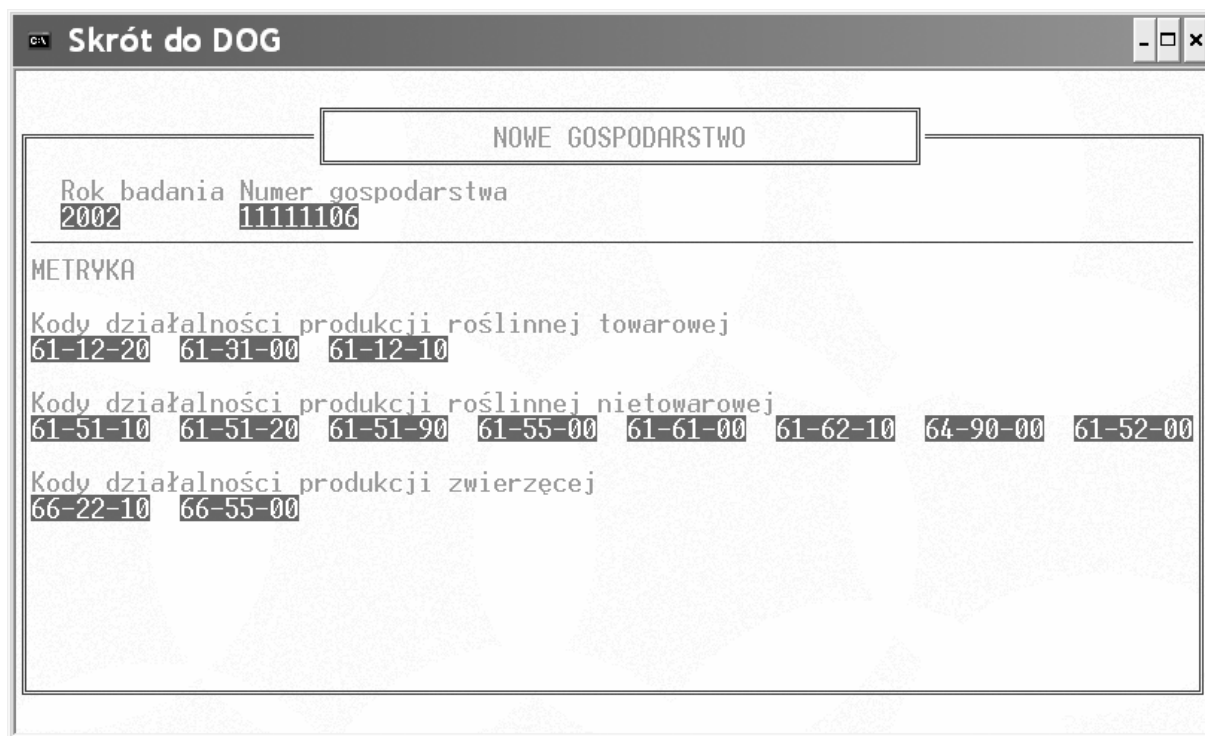 Skrót do DOG
NOWE GOSPODARSTWO
Rok badania Numer gospodarstwa
2002 11111106
METRYKA
Kody działalności produkcji roślinnej towarowej
61-12-20 61-31-00 61-12-10
Kody działalności produkcji roślinnej nietowarowej
61-51-10 61-51-20 61-51-90 61-55-00 61-61-00 61-62-10 64-90-00 61-52-00
Kody działalności produkcji zwierzęcej
66-22-10 66-55-00